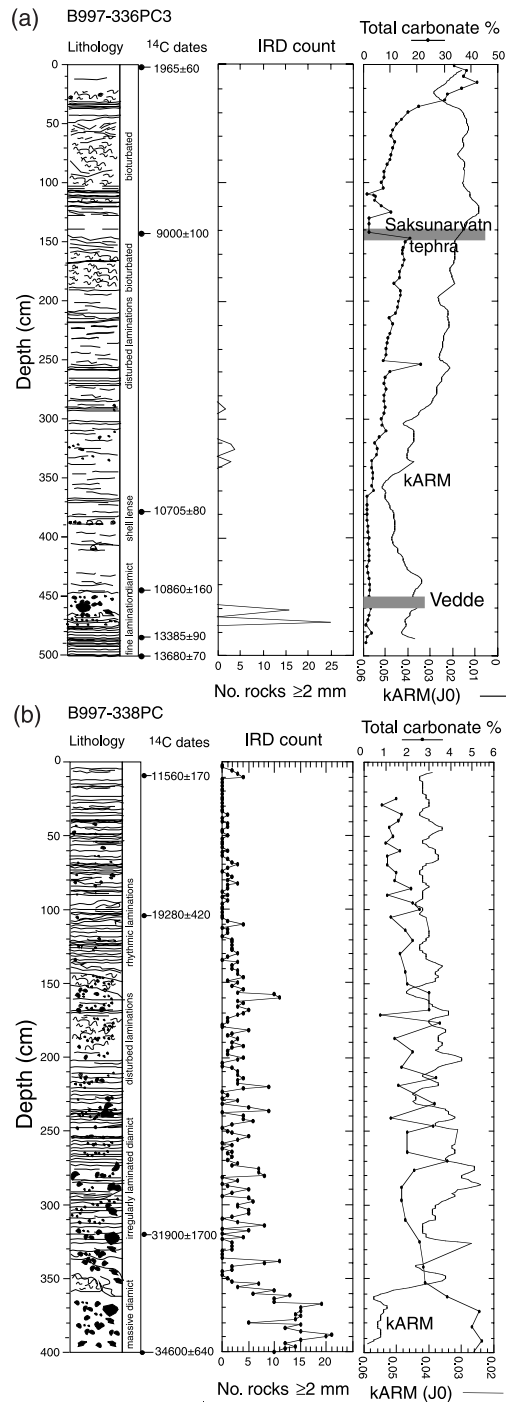 (a) B997-336PC3
Lithology 14C dates IRD count Total carbonate %
0 10 20 30 40 50
0
50
100
150
200
250
300
350
400
450
500
Depth (cm)
bioturbated
bioturbated
disturbed laminations
shell lense
diamict
fine lamination
1965±60
9000±100
10705±80
10860±160
13385±90
13680±70
Saksunarvatn
tephra
kARM
Vedde
0 5 10 15 20 25
No. rocks ≥2 mm
0.06 0.05 0.04 0.03 0.02 0.01 0
kARM(J0)
(b) B997-338PC
Lithology 14C dates IRD count Total carbonate %
0 1 2 3 4 5 6
0
50
100
150
200
250
300
350
400
Depth (cm)
rhythmic laminations
disturbed laminations
irregularly laminated diamict
massive diamict
11560±170
19280±420
31900±1700
34600±640
kARM
0 5 10 15 20
No. rocks ≥2 mm
0.06 0.05 0.04 0.03 0.02
kARM (J0)